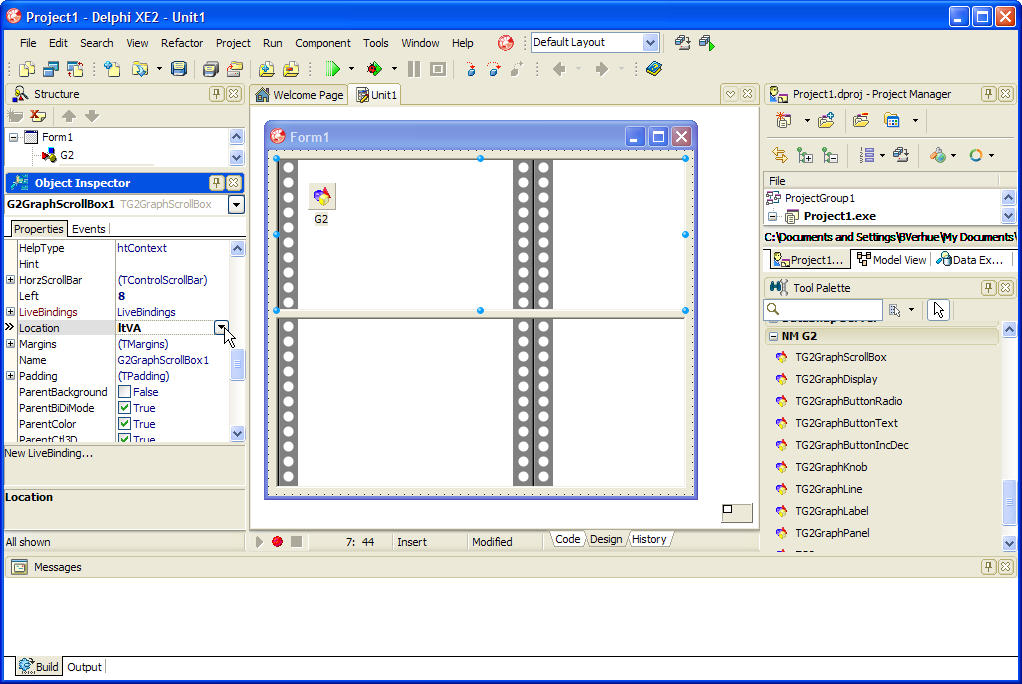 Project1 - Delphi XE2 - Unit1
File Edit Search View Refactor Project Run Component Tools Window Help
Default Layout
Structure
Form1
G2
Object Inspector
G2GraphScrollBox1 TG2GraphScrollBox
Properties Events
HelpType htContext
Hint
HorzScrollBar (TControlScrollBar)
Left 8
LiveBindings LiveBindings
Location ltVA
Margins (TMargins)
Name G2GraphScrollBox1
Padding (TPadding)
ParentBackground False
ParentBiDiMode True
ParentColor True
ParentCtl3D True
New LiveBinding...
Location
All shown
Welcome Page Unit1
Form1
G2
7: 44 Insert Modified
Code Design History
Project1.dproj - Project Manager
File
ProjectGroup1
Project1.exe
C:\Documents and Settings\BVerhue\My Documents\
Project1... Model View Data Ex...
Tool Palette
NM G2
TG2GraphScrollBox
TG2GraphDisplay
TG2GraphButtonRadio
TG2GraphButtonText
TG2GraphButtonIncDec
TG2GraphKnob
TG2GraphLine
TG2GraphLabel
TG2GraphPanel
Messages
Build Output